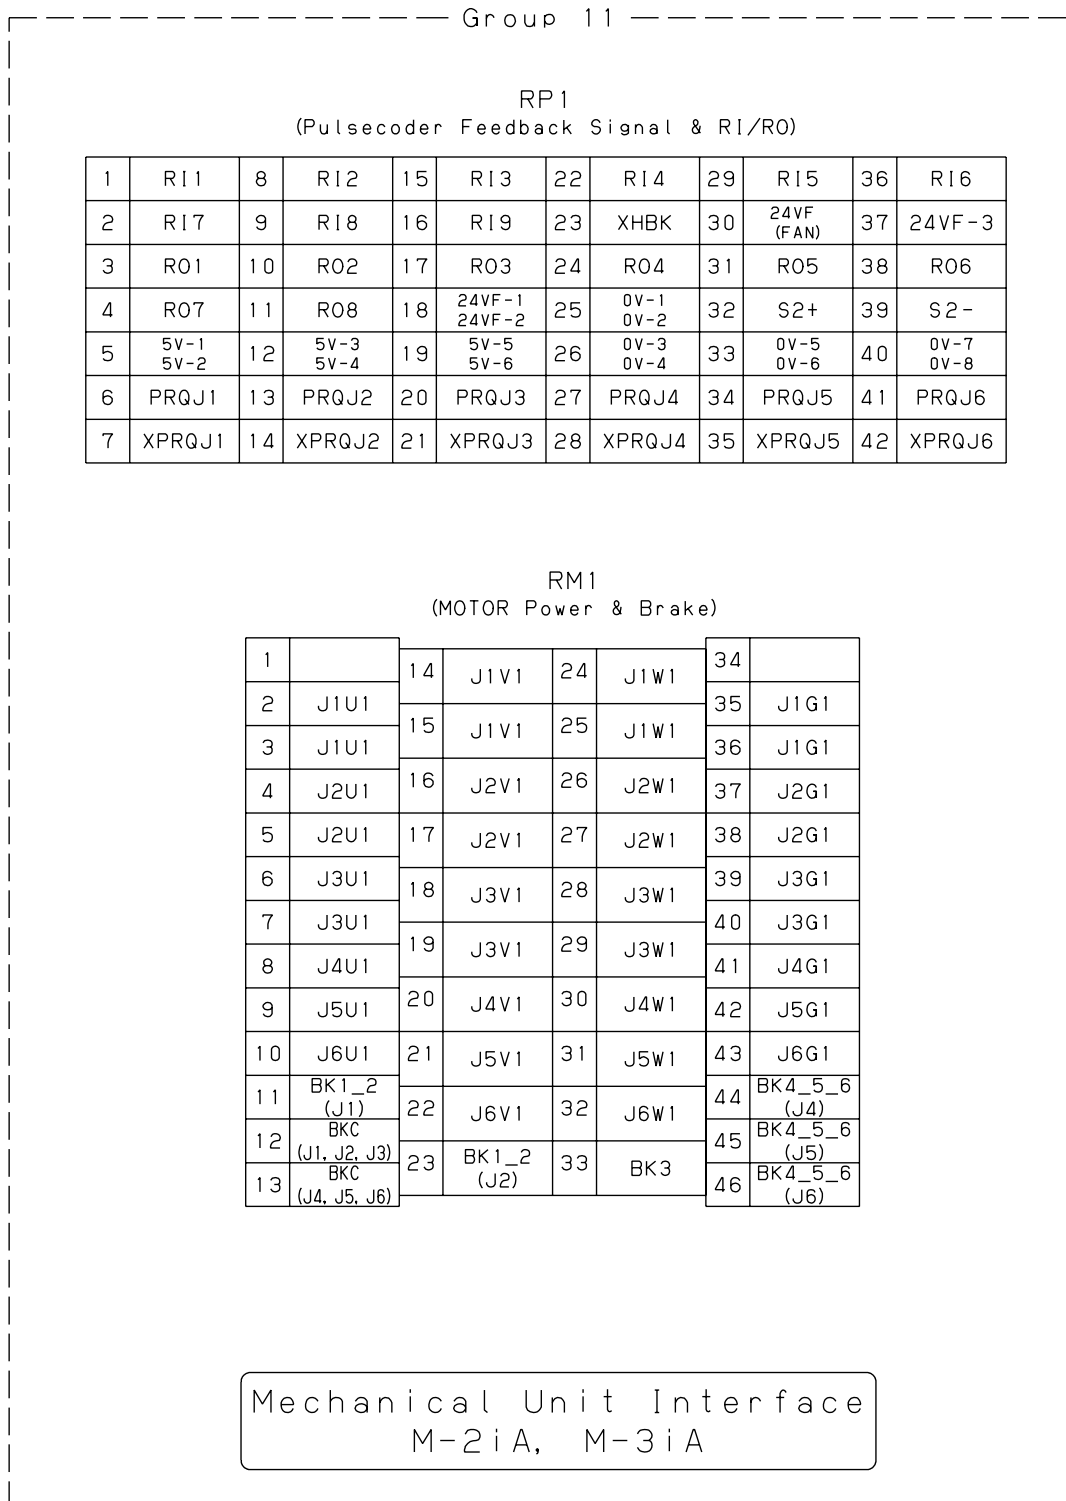 Group 11
RP1
(Pulsecoder Feedback Signal & RI/RO)
1 RI1 8 RI2 15 RI3 22 RI4 29 RI5 36 RI6
2 RI7 9 RI8 16 RI9 23 XHBK 30 24VF (FAN) 37 24VF-3
3 RO1 10 RO2 17 RO3 24 RO4 31 RO5 38 RO6
4 RO7 11 RO8 18 24VF-1 24VF-2 25 0V-1 0V-2 32 S2+ 39 S2-
5 5V-1 5V-2 12 5V-3 5V-4 19 5V-5 5V-6 26 0V-3 0V-4 33 0V-5 0V-6 40 0V-7 0V-8
6 PRQJ1 13 PRQJ2 20 PRQJ3 27 PRQJ4 34 PRQJ5 41 PRQJ6
7 XPRQJ1 14 XPRQJ2 21 XPRQJ3 28 XPRQJ4 35 XPRQJ5 42 XPRQJ6
RM1
(MOTOR Power & Brake)
1
2 J1U1
3 J1U1
4 J2U1
5 J2U1
6 J3U1
7 J3U1
8 J4U1
9 J5U1
10 J6U1
11 BK1_2 (J1)
12 BKC (J1, J2, J3)
13 BKC (J4, J5, J6)
14 J1V1
15 J1V1
16 J2V1
17 J2V1
18 J3V1
19 J3V1
20 J4V1
21 J5V1
22 J6V1
23 BK1_2 (J2)
24 J1W1
25 J1W1
26 J2W1
27 J2W1
28 J3W1
29 J3W1
30 J4W1
31 J5W1
32 J6W1
33 BK3
34
35 J1G1
36 J1G1
37 J2G1
38 J2G1
39 J3G1
40 J3G1
41 J4G1
42 J5G1
43 J6G1
44 BK4_5_6 (J4)
45 BK4_5_6 (J5)
46 BK4_5_6 (J6)
Mechanical Unit Interface
M-2iA, M-3iA